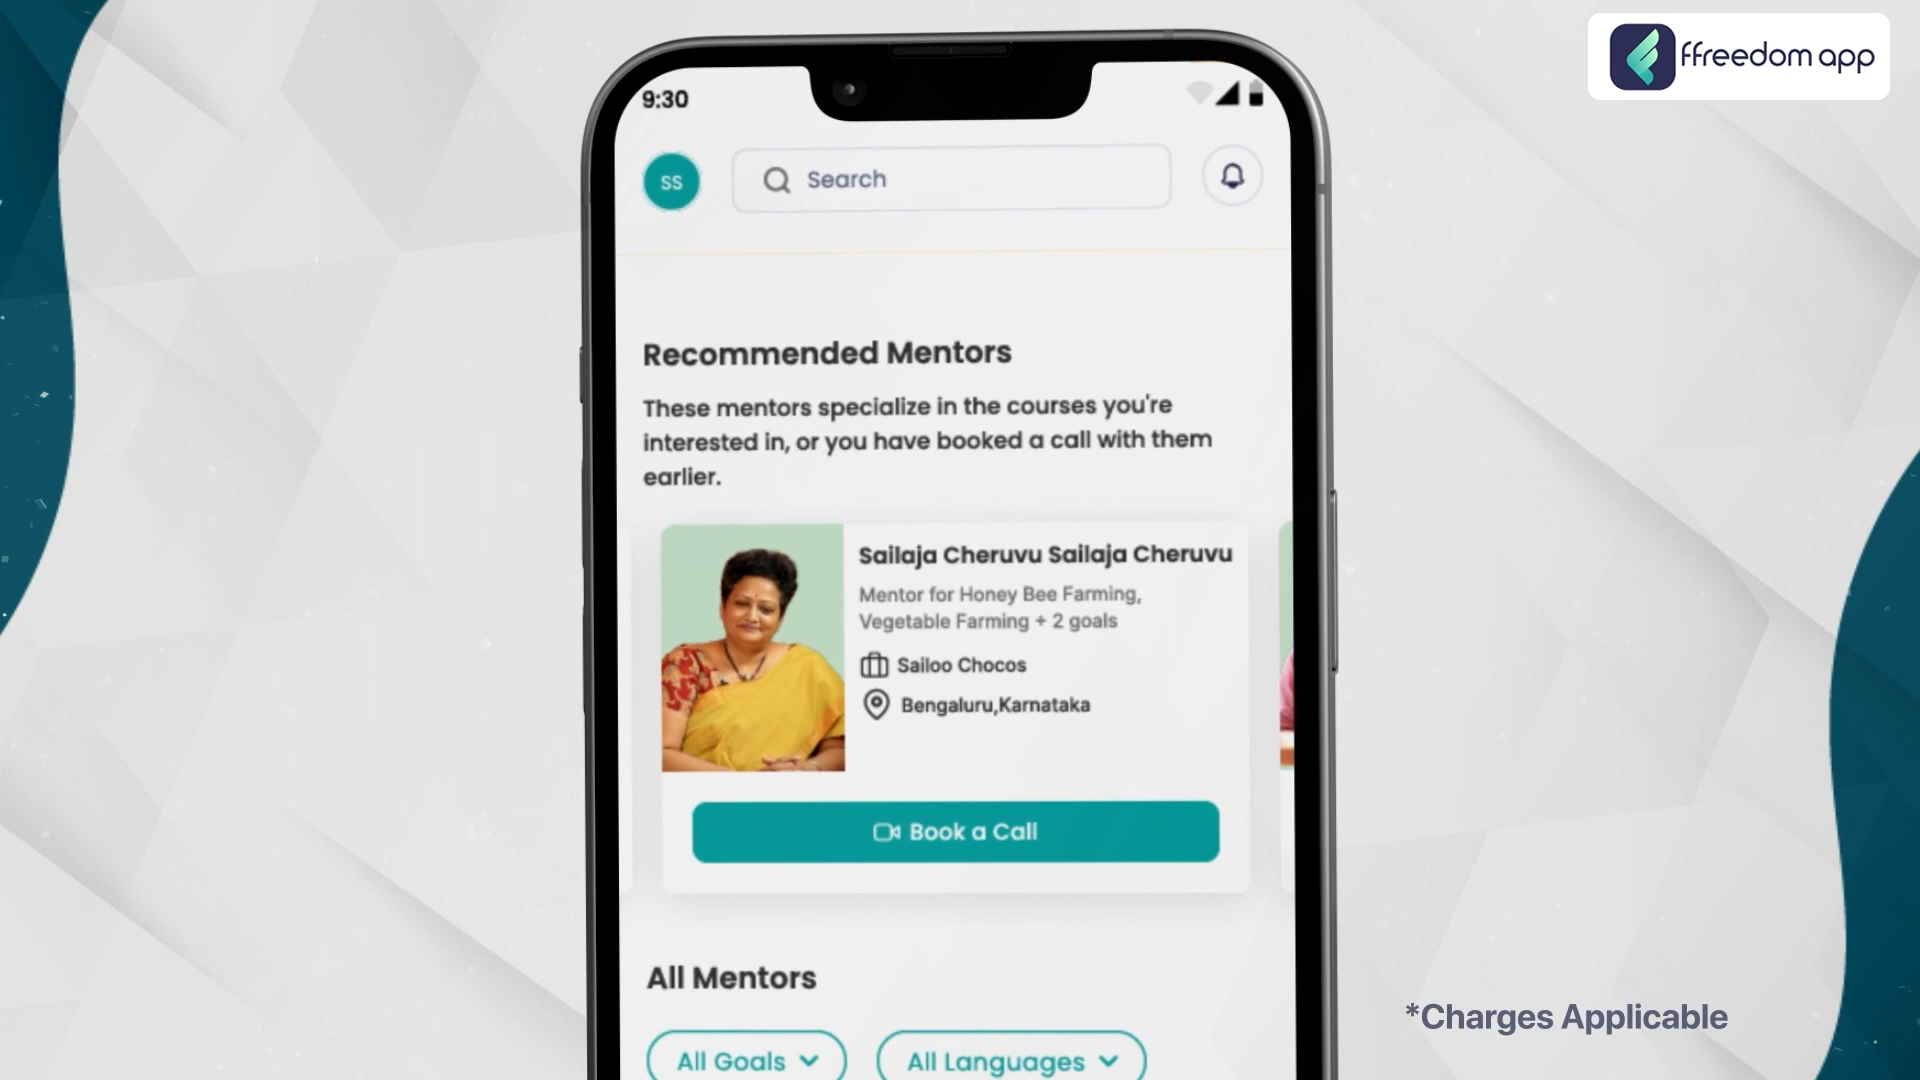 ffreedom app
9:30
SS
Search
Recommended Mentors
These mentors specialize in the courses you're
interested in, or you have booked a call with them
earlier.
Sailaja Cheruvu Sailaja Cheruvu
Mentor for Honey Bee Farming,
Vegetable Farming + 2 goals
Sailoo Chocos
Bengaluru,Karnataka
Book a Call
All Mentors
All Goals
All Languages
*Charges Applicable